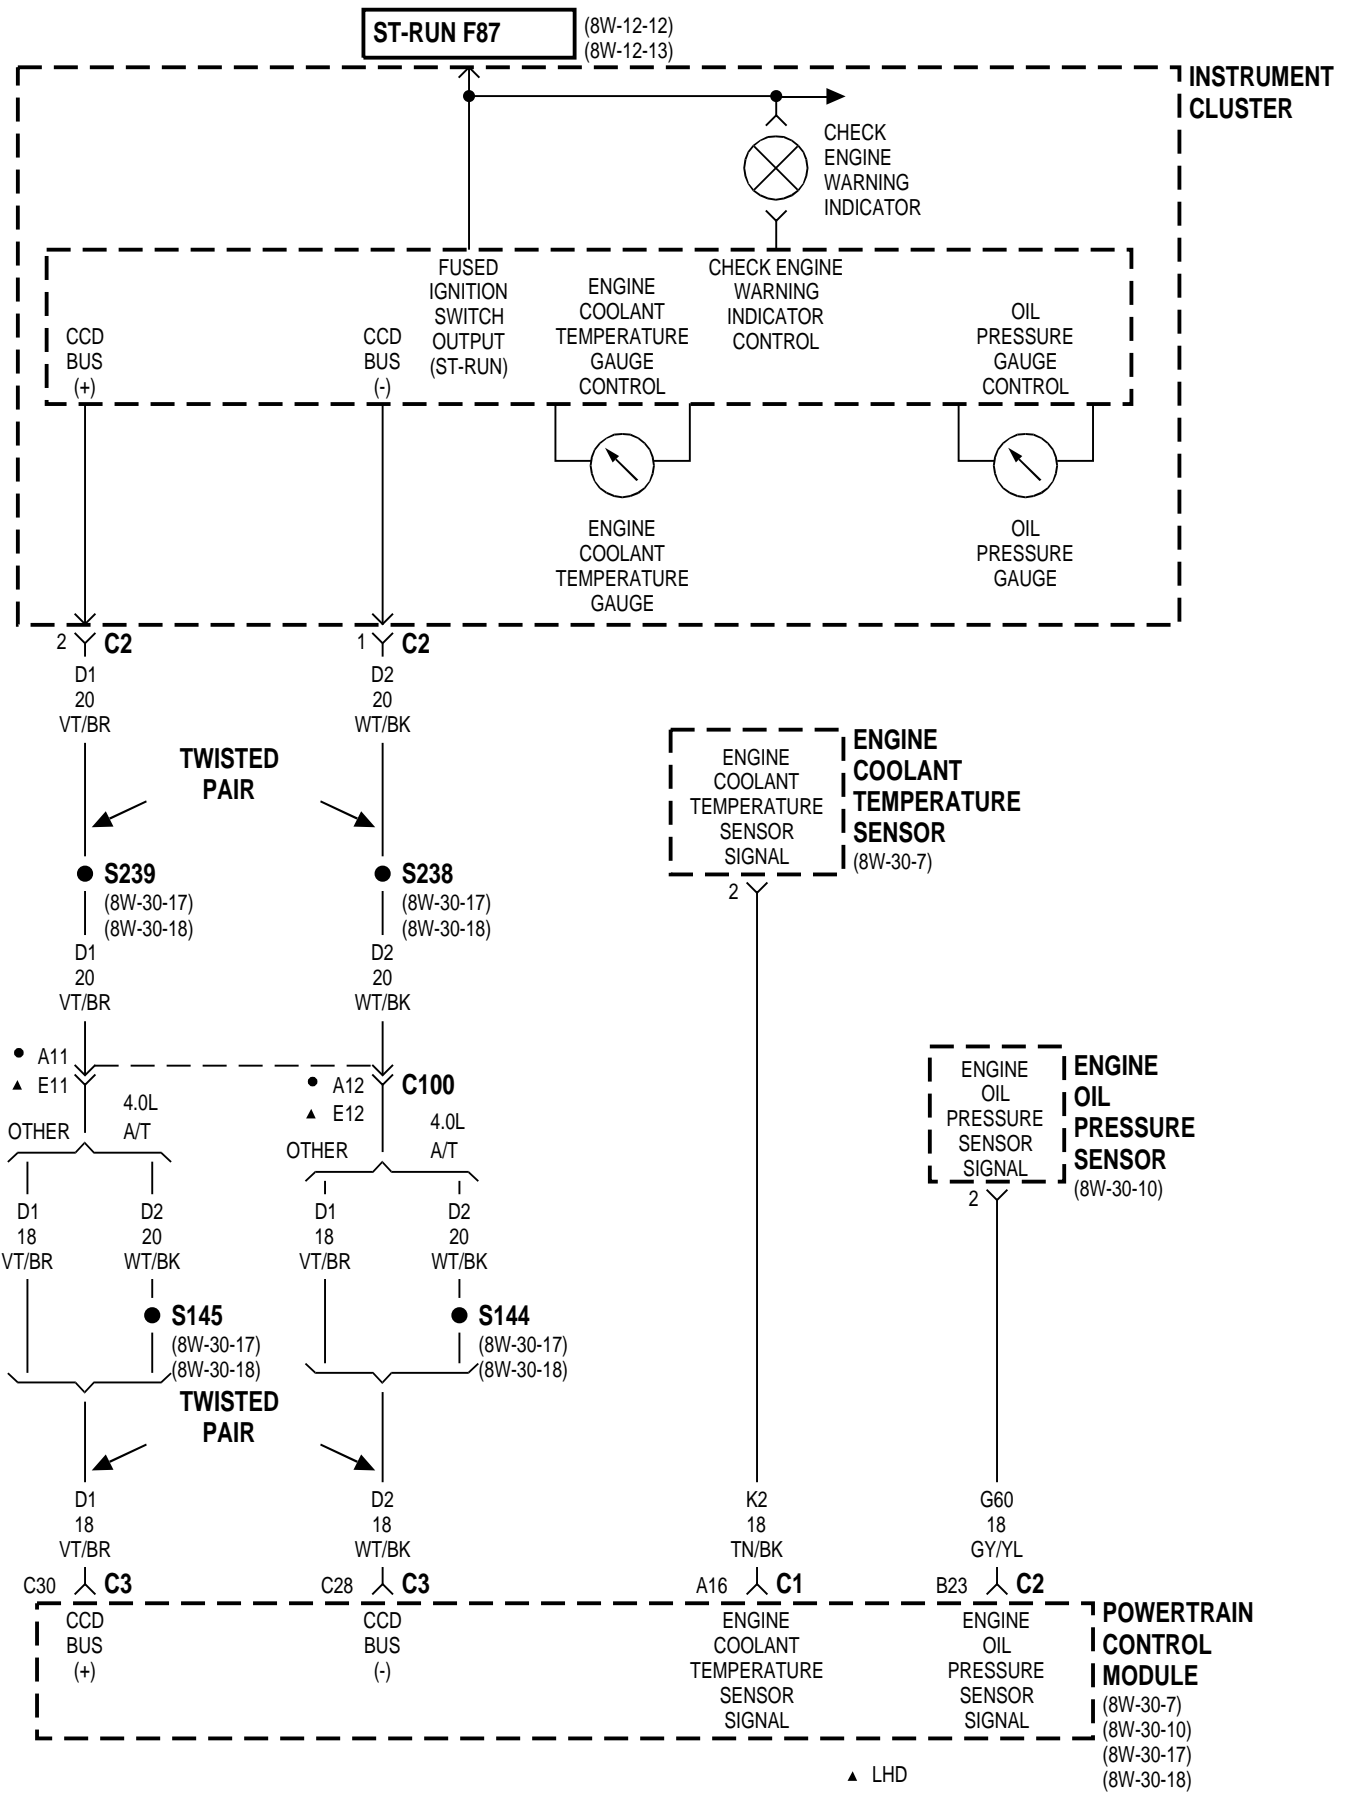 ST-RUN F87
(8W-12-12)
(8W-12-13)
INSTRUMENT
CLUSTER
CHECK
ENGINE
WARNING
INDICATOR
CCD
BUS
(+)
CCD
BUS
(-)
FUSED
IGNITION
SWITCH
OUTPUT
(ST-RUN)
ENGINE
COOLANT
TEMPERATURE
GAUGE
CONTROL
CHECK ENGINE
WARNING
INDICATOR
CONTROL
OIL
PRESSURE
GAUGE
CONTROL
ENGINE
COOLANT
TEMPERATURE
GAUGE
OIL
PRESSURE
GAUGE
2 C2
D1
20
VT/BR
1 C2
D2
20
WT/BK
TWISTED
PAIR
S239
(8W-30-17)
(8W-30-18)
D1
20
VT/BR
S238
(8W-30-17)
(8W-30-18)
D2
20
WT/BK
ENGINE
COOLANT
TEMPERATURE
SENSOR
SIGNAL
ENGINE
COOLANT
TEMPERATURE
SENSOR
(8W-30-7)
2
● A11
▲ E11
● A12
▲ E12
C100
OTHER
4.0L
A/T
OTHER
4.0L
A/T
D1
18
VT/BR
D2
20
WT/BK
D1
18
VT/BR
D2
20
WT/BK
S145
(8W-30-17)
(8W-30-18)
S144
(8W-30-17)
(8W-30-18)
ENGINE
OIL
PRESSURE
SENSOR
SIGNAL
ENGINE
OIL
PRESSURE
SENSOR
(8W-30-10)
2
TWISTED
PAIR
D1
18
VT/BR
D2
18
WT/BK
K2
18
TN/BK
G60
18
GY/YL
C30 C3
C28 C3
A16 C1
B23 C2
CCD
BUS
(+)
CCD
BUS
(-)
ENGINE
COOLANT
TEMPERATURE
SENSOR
SIGNAL
ENGINE
OIL
PRESSURE
SENSOR
SIGNAL
POWERTRAIN
CONTROL
MODULE
(8W-30-7)
(8W-30-10)
(8W-30-17)
(8W-30-18)
▲ LHD